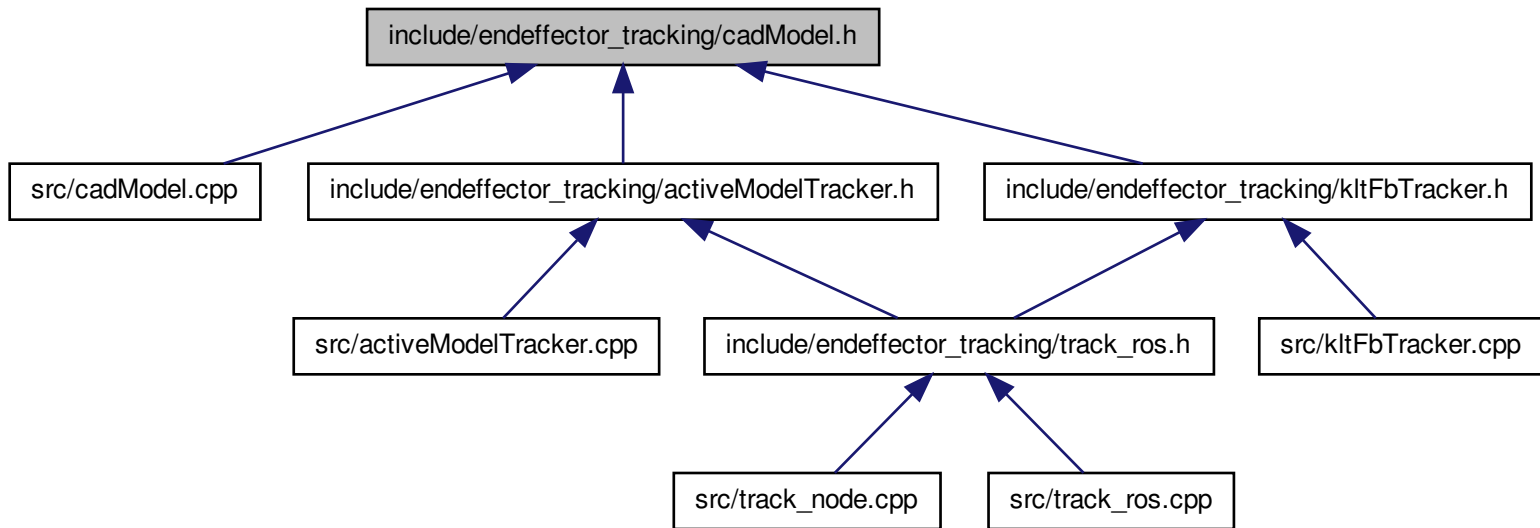 include/endeffector_tracking/cadModel.h
src/cadModel.cpp
include/endeffector_tracking/activeModelTracker.h
include/endeffector_tracking/kltFbTracker.h
src/activeModelTracker.cpp
include/endeffector_tracking/track_ros.h
src/kltFbTracker.cpp
src/track_node.cpp
src/track_ros.cpp